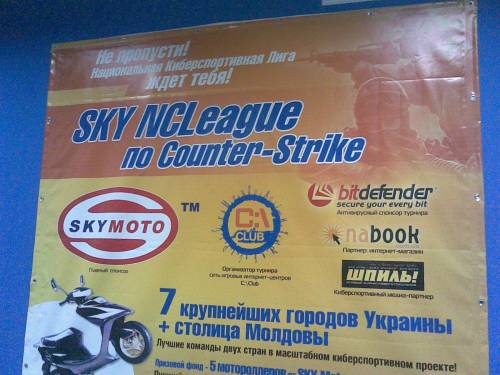 Не пропусти!
Национальная Киберспортивная Лига
Ждет тебя!
SKY NCLeague
по Counter-Strike
SKYMOTO
TM
Главный спонсор
C:\
CLUB
Организатор турнира
сеть игровых интернет-центров
C:\Club
bitdefender
secure your every bit
Антивирусный спонсор турнира
nabook
Партнер: интернет-магазин
ШПИЛЬ!
Киберспортивный медиа-партнер
7 крупнейших городов Украины
+ столица Молдовы
Лучшие команды двух стран в масштабном киберспортивном проекте!
Призовой фонд - 5 мотороллеров от SKY